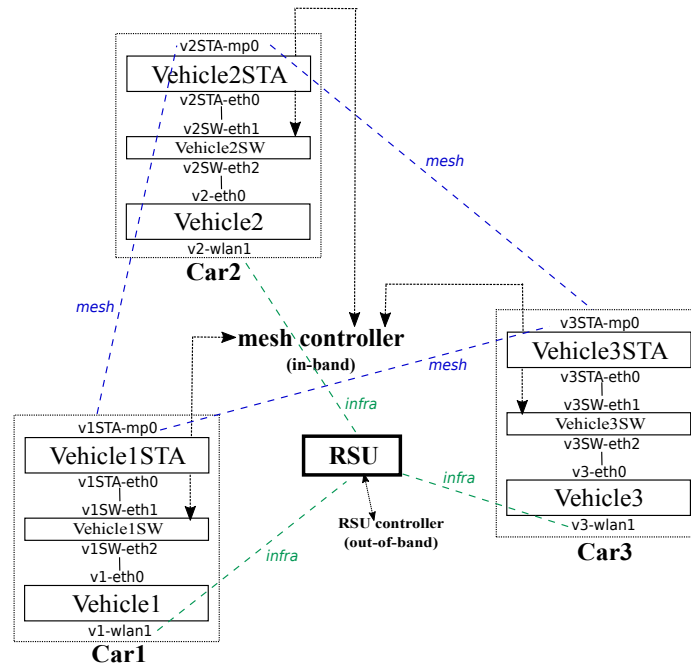 v2STA-mp0
Vehicle2STA
v2STA-eth0
v2SW-eth1
Vehicle2SW
v2SW-eth2
v2-eth0
Vehicle2
v2-wlan1
Car2
mesh
mesh
mesh controller
(in-band)
mesh
infra
v3STA-mp0
Vehicle3STA
v3STA-eth0
v3SW-eth1
Vehicle3SW
v3SW-eth2
v3-eth0
Vehicle3
v3-wlan1
Car3
v1STA-mp0
Vehicle1STA
v1STA-eth0
v1SW-eth1
Vehicle1SW
v1SW-eth2
v1-eth0
Vehicle1
v1-wlan1
Car1
RSU
infra
RSU controller
(out-of-band)
infra